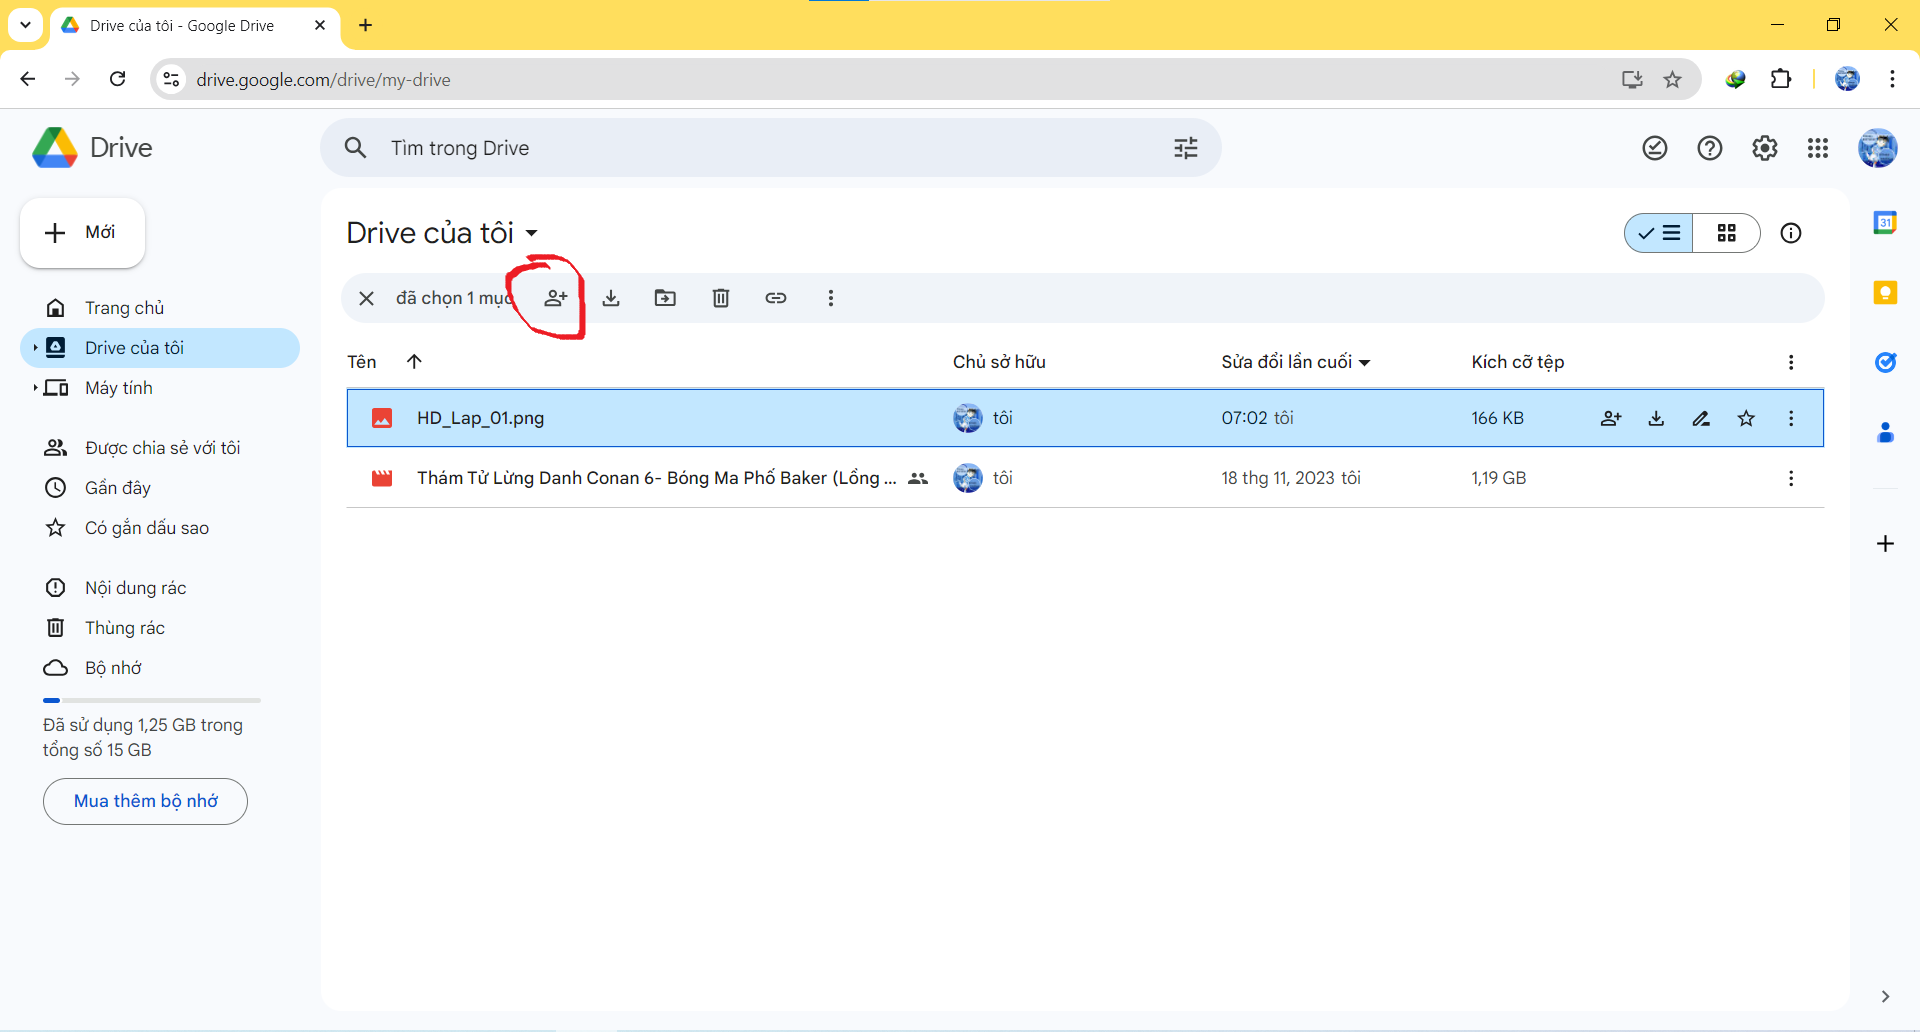 Drive của tôi - Google Drive
drive.google.com/drive/my-drive
Drive
Tìm trong Drive
Mới
Trang chủ
Drive của tôi
Máy tính
Được chia sẻ với tôi
Gần đây
Có gắn dấu sao
Nội dung rác
Thùng rác
Bộ nhớ
Đã sử dụng 1,25 GB trong
tổng số 15 GB
Mua thêm bộ nhớ
Drive của tôi
đã chọn 1 mục
Tên Chủ sở hữu Sửa đổi lần cuối Kích cỡ tệp
HD_Lap_01.png tôi 07:02 tôi 166 KB
Thám Tử Lừng Danh Conan 6- Bóng Ma Phố Baker (Lồng ... tôi 18 thg 11, 2023 tôi 1,19 GB
31